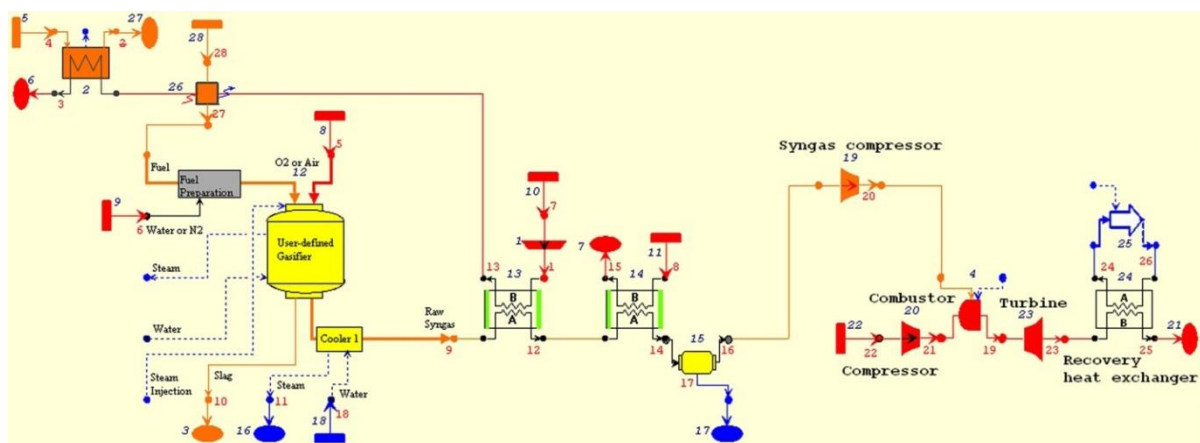 5
4
2
27
28
28
6
3
2
26
27
8
5
Fuel
O2 or Air
12
Fuel
Preparation
9
6
Water or N2
User-defined
Gasifier
Steam
Water
Steam
Injection
Slag
10
3
Cooler 1
Steam
11
16
Water
18
18
Raw
Syngas
9
10
7
1
1
13
13
B
A
12
7
15
11
8
14
B
A
14
15
16
17
17
Syngas compressor
19
20
4
Combustor
Turbine
22
22
20
21
Compressor
19
23
23
25
24
26
24
A
B
25
21
Recovery
heat exchanger